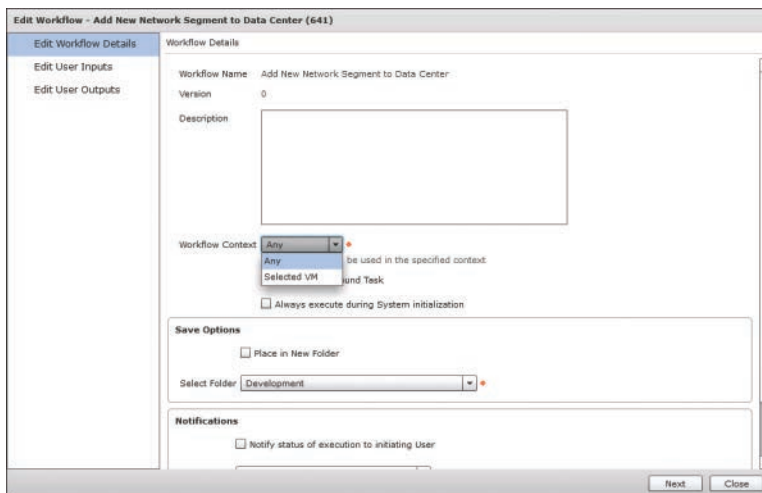 Edit Workflow - Add New Network Segment to Data Center (641)
Edit Workflow Details
Edit User Inputs
Edit User Outputs
Workflow Details
Workflow Name Add New Network Segment to Data Center
Version 0
Description
Workflow Context Any
Any be used in the specified context
Selected VM und Task
Always execute during System initialization
Save Options
Place in New Folder
Select Folder Development
Notifications
Notify status of execution to initiating User
Next Close